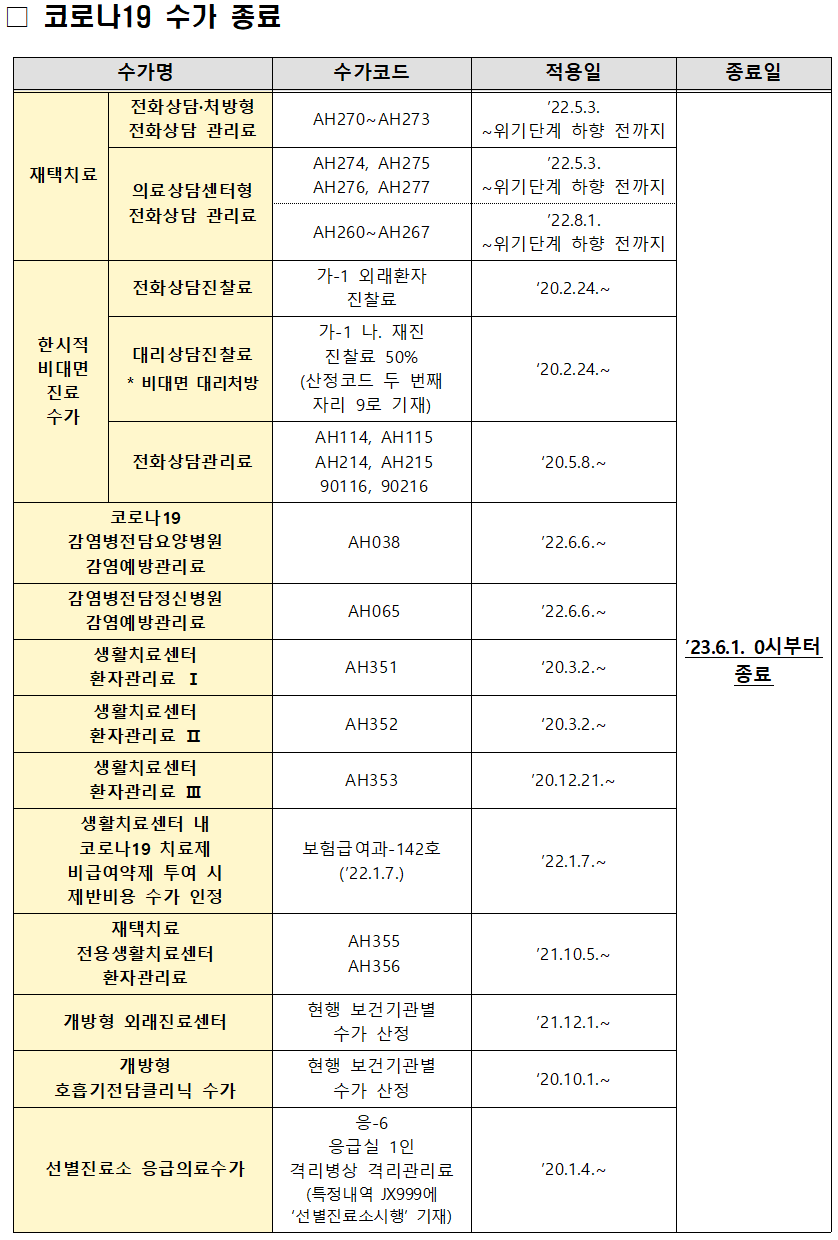 □ 코로나19 수가 종료
수가명 수가코드 적용일 종료일
재택치료
전화상담·처방형
전화상담 관리료
AH270~AH273
’22.5.3.
~위기단계 하향 전까지
의료상담센터형
전화상담 관리료
AH274, AH275
AH276, AH277
’22.5.3.
~위기단계 하향 전까지
AH260~AH267
’22.8.1.
~위기단계 하향 전까지
한시적
비대면
진료
수가
전화상담진찰료
가-1 외래환자
진찰료
‘20.2.24.~
대리상담진찰료
* 비대면 대리처방
가-1 나. 재진
진찰료 50%
(산정코드 두 번째
자리 9로 기재)
‘20.2.24.~
전화상담관리료
AH114, AH115
AH214, AH215
90116, 90216
‘20.5.8.~
코로나19
감염병전담요양병원
감염예방관리료
AH038
’22.6.6.~
감염병전담정신병원
감염예방관리료
AH065
’22.6.6.~
생활치료센터
환자관리료 Ⅰ
AH351
’20.3.2.~
생활치료센터
환자관리료 Ⅱ
AH352
’20.3.2.~
생활치료센터
환자관리료 Ⅲ
AH353
’20.12.21.~
생활치료센터 내
코로나19 치료제
비급여약제 투여 시
제반비용 수가 인정
보험급여과-142호
(’22.1.7.)
’22.1.7.~
재택치료
전용생활치료센터
환자관리료
AH355
AH356
’21.10.5.~
개방형 외래진료센터
현행 보건기관별
수가 산정
’21.12.1.~
개방형
호흡기전담클리닉 수가
현행 보건기관별
수가 산정
‘20.10.1.~
선별진료소 응급의료수가
응-6
응급실 1인
격리병상 격리관리료
(특정내역 JX999에
‘선별진료소시행’ 기재)
’20.1.4.~
’23.6.1. 0시부터
종료